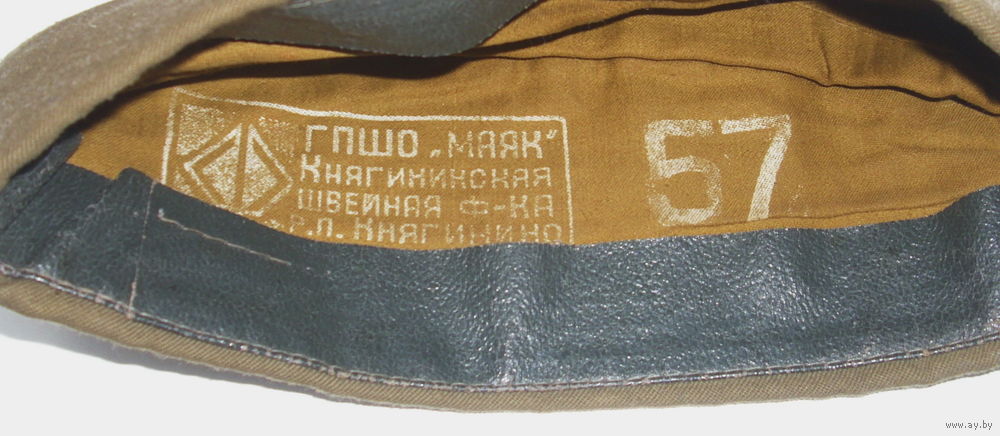 ГПШО „МАЯК"
КНЯГИНИНСКАЯ
ШВЕЙНАЯ Ф-КА
Р.П. КНЯГИНИНО
57
www.ay.by